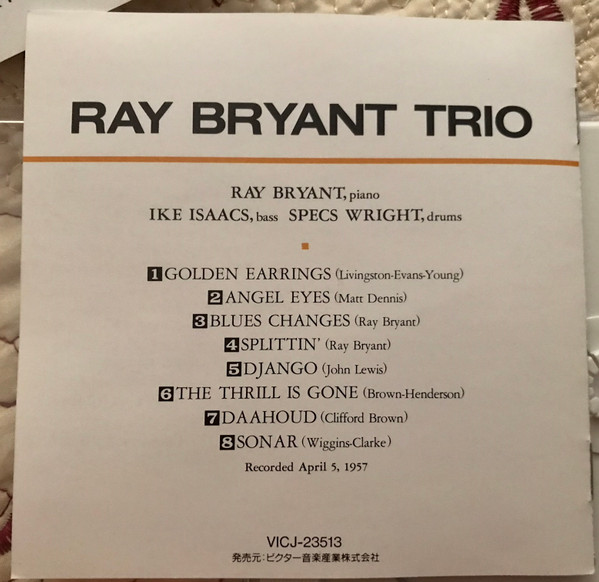 RAY BRYANT TRIO
RAY BRYANT, piano
IKE ISAACS, bass SPECS WRIGHT, drums
1 GOLDEN EARRINGS (Livingston-Evans-Young)
2 ANGEL EYES (Matt Dennis)
3 BLUES CHANGES (Ray Bryant)
4 SPLITTIN' (Ray Bryant)
5 DJANGO (John Lewis)
6 THE THRILL IS GONE (Brown-Henderson)
7 DAAHOUD (Clifford Brown)
8 SONAR (Wiggins-Clarke)
Recorded April 5, 1957
VICJ-23513
発売元:ビクター音楽産業株式会社